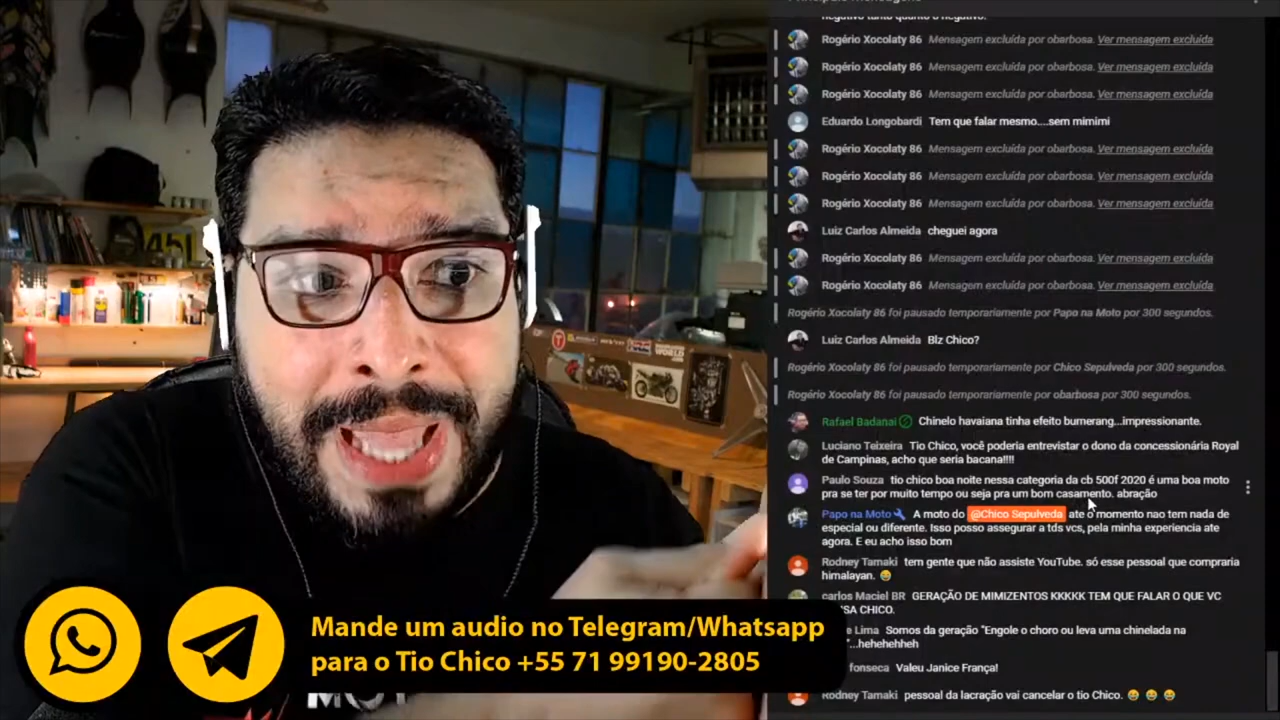 negativo tanto quanto o negativo.
Rogério Xocolaty 86 Mensagem excluída por obarbosa. Ver mensagem excluída
Rogério Xocolaty 86 Mensagem excluída por obarbosa. Ver mensagem excluída
Rogério Xocolaty 86 Mensagem excluída por obarbosa. Ver mensagem excluída
Eduardo Longobardi Tem que falar mesmo....sem mimimi
Rogério Xocolaty 86 Mensagem excluída por obarbosa. Ver mensagem excluída
Rogério Xocolaty 86 Mensagem excluída por obarbosa. Ver mensagem excluída
Rogério Xocolaty 86 Mensagem excluída por obarbosa. Ver mensagem excluída
Luiz Carlos Almeida cheguei agora
Rogério Xocolaty 86 Mensagem excluída por obarbosa. Ver mensagem excluída
Rogério Xocolaty 86 Mensagem excluída por obarbosa. Ver mensagem excluída
Rogério Xocolaty 86 foi pausado temporariamente por Papo na Moto por 300 segundos.
Luiz Carlos Almeida Blz Chico?
Rogério Xocolaty 86 foi pausado temporariamente por Chico Sepulveda por 300 segundos.
Rogério Xocolaty 86 foi pausado temporariamente por obarbosa por 300 segundos.
Rafael Badanai Chinelo havaiana tinha efeito bumerang...impressionante.
Luciano Teixeira Tio Chico, você poderia entrevistar o dono da concessionária Royal
de Campinas, acho que seria bacana!!!!
Paulo Souza tio chico boa noite nessa categoria da cb 500f 2020 é uma boa moto
pra se ter por muito tempo ou seja pra um bom casamento. abração
Papo na Moto A moto do @Chico Sepulveda ate o momento nao tem nada de
especial ou diferente. Isso posso assegurar a tds vcs, pela minha experiencia ate
agora. E eu acho isso bom
Rodney Tamaki tem gente que não assiste YouTube. só esse pessoal que compraria
himalayan. 😂
carlos Maciel BR GERAÇÃO DE MIMIZENTOS KKKKK TEM QUE FALAR O QUE VC
SA CHICO.
e Lima Somos da geração "Engole o choro ou leva uma chinelada na
"...hehehehheh
fonseca Valeu Janice França!
Rodney Tamaki pessoal da lacração vai cancelar o tio Chico. 😂 😂 😂
Mande um audio no Telegram/Whatsapp
para o Tio Chico +55 71 99190-2805